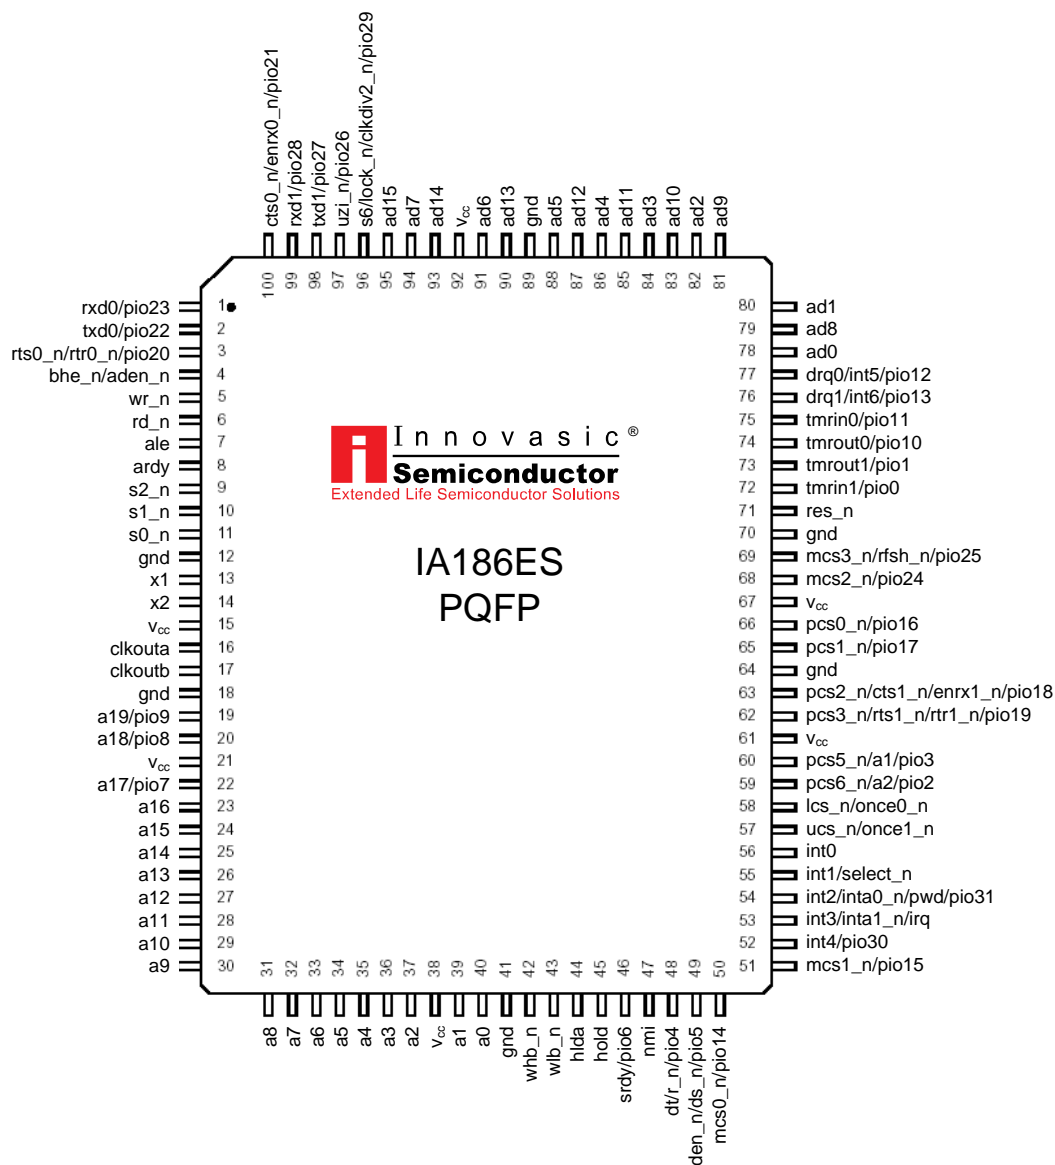 cts0_n/enrx0_n/pio21
rxd1/pio28
txd1/pio27
uzi_n/pio26
s6/lock_n/clkdiv2_n/pio29
ad15
ad7
ad14
vcc
ad6
ad13
gnd
ad5
ad12
ad4
ad11
ad3
ad10
ad2
ad9
100 99 98 97 96 95 94 93 92 91 90 89 88 87 86 85 84 83 82 81
rxd0/pio23 1 80 ad1
txd0/pio22 2 79 ad8
rts0_n/rtr0_n/pio20 3 78 ad0
bhe_n/aden_n 4 77 drq0/int5/pio12
wr_n 5 76 drq1/int6/pio13
rd_n 6 75 tmrin0/pio11
ale 7 74 tmrout0/pio10
ardy 8 73 tmrout1/pio1
s2_n 9 72 tmrin1/pio0
s1_n 10 71 res_n
s0_n 11 70 gnd
gnd 12 69 mcs3_n/rfsh_n/pio25
x1 13 68 mcs2_n/pio24
x2 14 67 vcc
vcc 15 66 pcs0_n/pio16
clkouta 16 65 pcs1_n/pio17
clkoutb 17 64 gnd
gnd 18 63 pcs2_n/cts1_n/enrx1_n/pio18
a19/pio9 19 62 pcs3_n/rts1_n/rtr1_n/pio19
a18/pio8 20 61 vcc
vcc 21 60 pcs5_n/a1/pio3
a17/pio7 22 59 pcs6_n/a2/pio2
a16 23 58 lcs_n/once0_n
a15 24 57 ucs_n/once1_n
a14 25 56 int0
a13 26 55 int1/select_n
a12 27 54 int2/inta0_n/pwd/pio31
a11 28 53 int3/inta1_n/irq
a10 29 52 int4/pio30
a9 30 51 mcs1_n/pio15
i Innovasic®
Semiconductor
Extended Life Semiconductor Solutions
IA186ES
PQFP
31 32 33 34 35 36 37 38 39 40 41 42 43 44 45 46 47 48 49 50
a8
a7
a6
a5
a4
a3
a2
vcc
a1
a0
gnd
whb_n
wlb_n
hlda
hold
srdy/pio6
nmi
dt/r_n/pio4
den_n/ds_n/pio5
mcs0_n/pio14